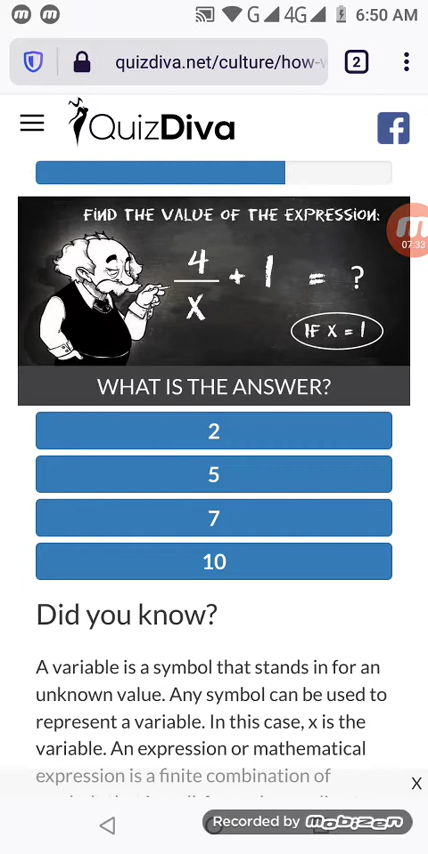 G 4G 6:50 AM
quizdiva.net/culture/how-
2
QuizDiva
FIND THE VALUE OF THE EXPRESSION:
4/x + 1 = ?
IF X = 1
07:33
WHAT IS THE ANSWER?
2
5
7
10
Did you know?
A variable is a symbol that stands in for an
unknown value. Any symbol can be used to
represent a variable. In this case, x is the
variable. An expression or mathematical
expression is a finite combination of
X
Recorded by Mobizen